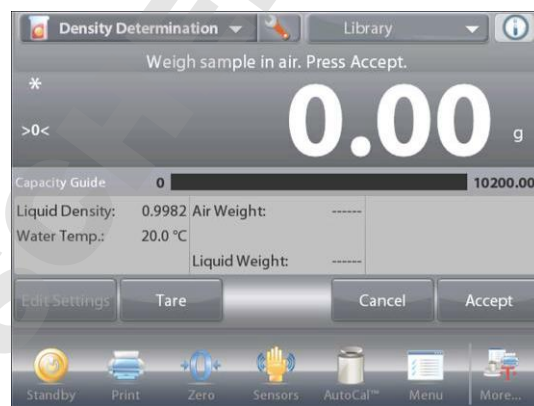 Density Determination
Library
Weigh sample in air. Press Accept.
*
>0<
0.00 g
Capacity Guide 0 10200.00
Liquid Density: 0.9982 Air Weight: ------
Water Temp.: 20.0 °C
Liquid Weight: ------
Edit Settings Tare Cancel Accept
Standby Print Zero Sensors AutoCal™ Menu More...